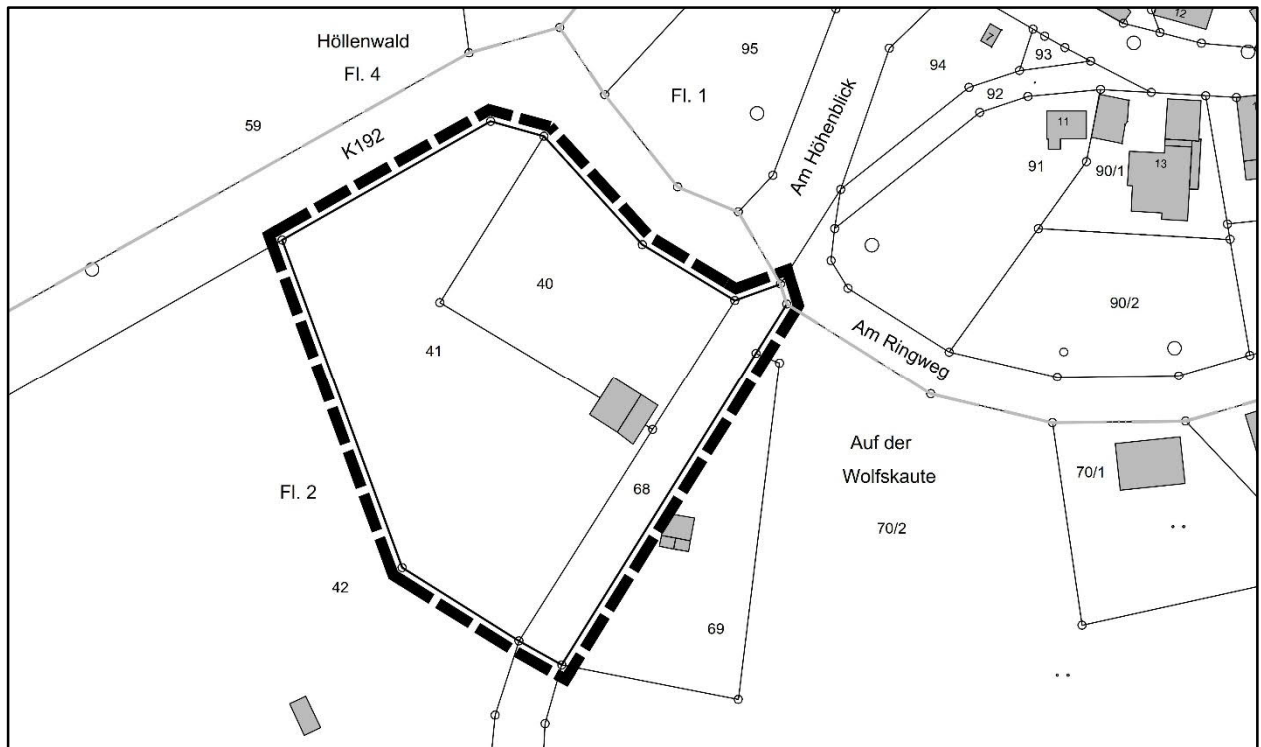 Höllenwald
Fl. 4
59
K192
95
Fl. 1
Am Höhenblick
94
7
93
92
12
11
91
90/1
13
90/2
40
41
Am Ringweg
Auf der
Wolfskaute
70/1
70/2
68
Fl. 2
42
69